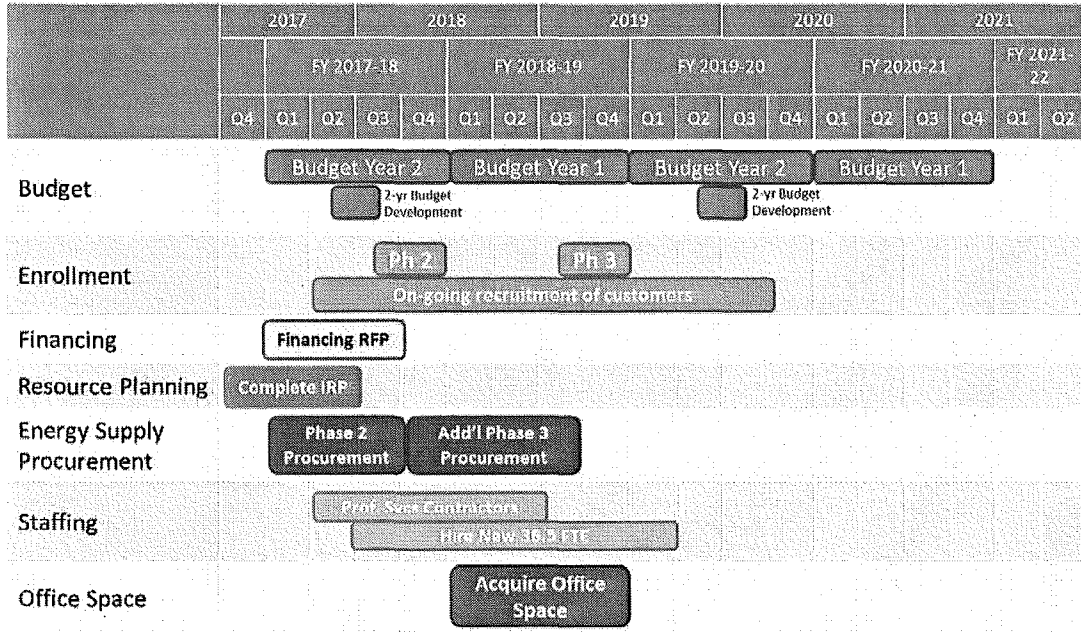 2017 2018 2019 2020 2021
FY 2017-18 FY 2018-19 FY 2019-20 FY 2020-21 FY 2021-
22
Q4 Q1 Q2 Q3 Q4 Q1 Q2 Q3 Q4 Q1 Q2 Q3 Q4 Q1 Q2 Q3 Q4 Q1 Q2
Budget Year 2 Budget Year 1 Budget Year 2 Budget Year 1
Budget
2-yr Budget
Development
2-yr Budget
Development
Ph 2 Ph 3
Enrollment
On-going recruitment of customers
Financing
Financing RFP
Resource Planning
Complete IRP
Energy Supply
Procurement
Phase 2
Procurement
Add'l Phase 3
Procurement
Prof. Svcs Contractors
Staffing
Hire New 36.5 FTE
Acquire Office
Space
Office Space